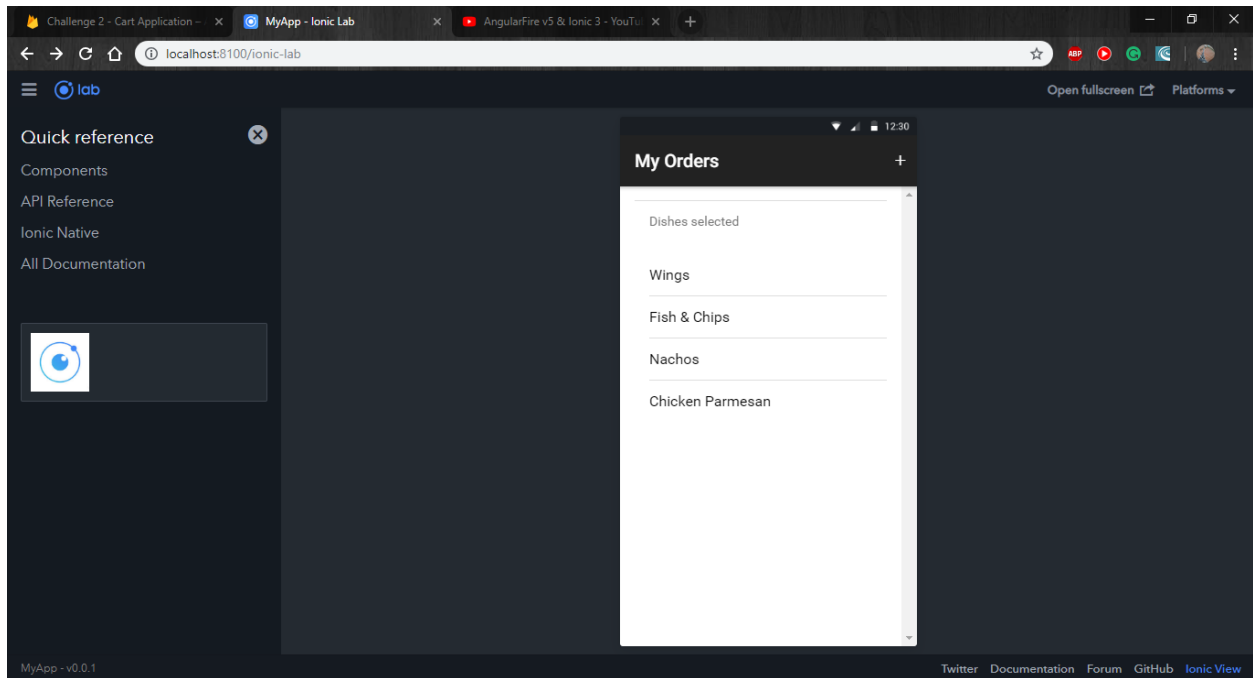 Challenge 2 - Cart Application –
MyApp - Ionic Lab
AngularFire v5 & Ionic 3 - YouTu
localhost:8100/ionic-lab
ABP
lab
Open fullscreen
Platforms
Quick reference
Components
API Reference
Ionic Native
All Documentation
12:30
My Orders
+
Dishes selected
Wings
Fish & Chips
Nachos
Chicken Parmesan
MyApp - v0.0.1
Twitter Documentation Forum GitHub Ionic View